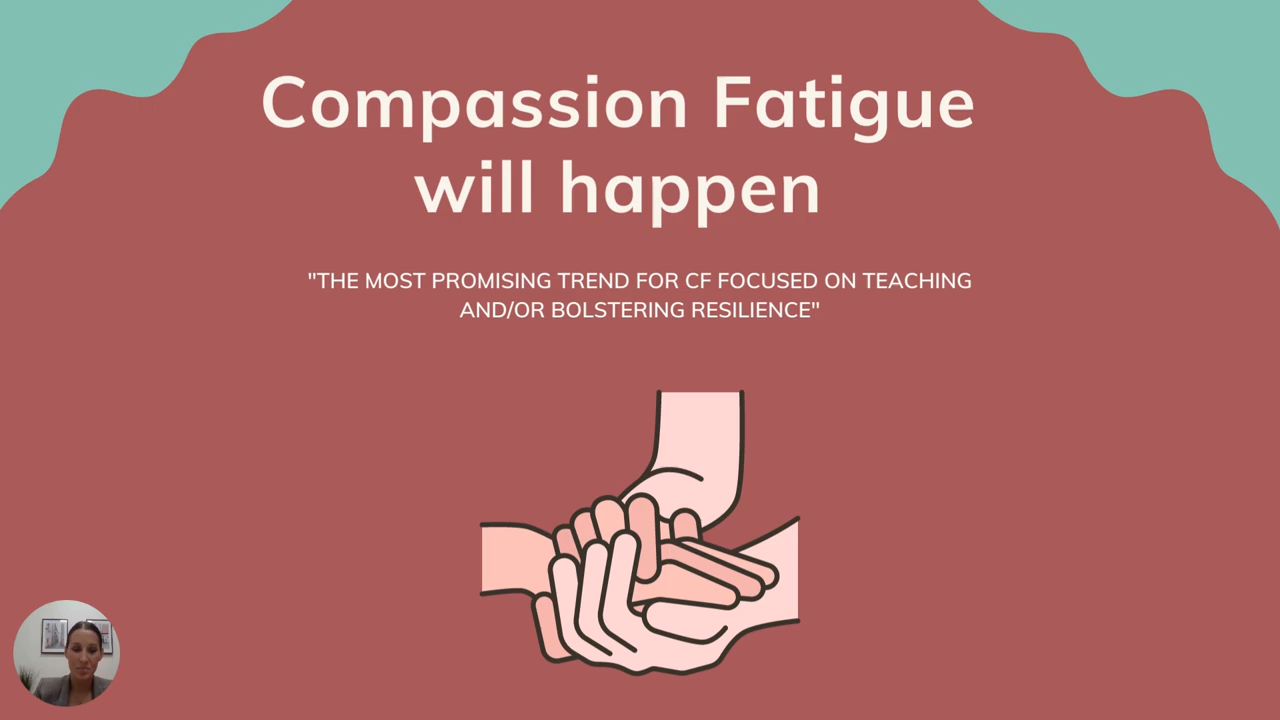 Compassion Fatigue
will happen
"THE MOST PROMISING TREND FOR CF FOCUSED ON TEACHING
AND/OR BOLSTERING RESILIENCE"